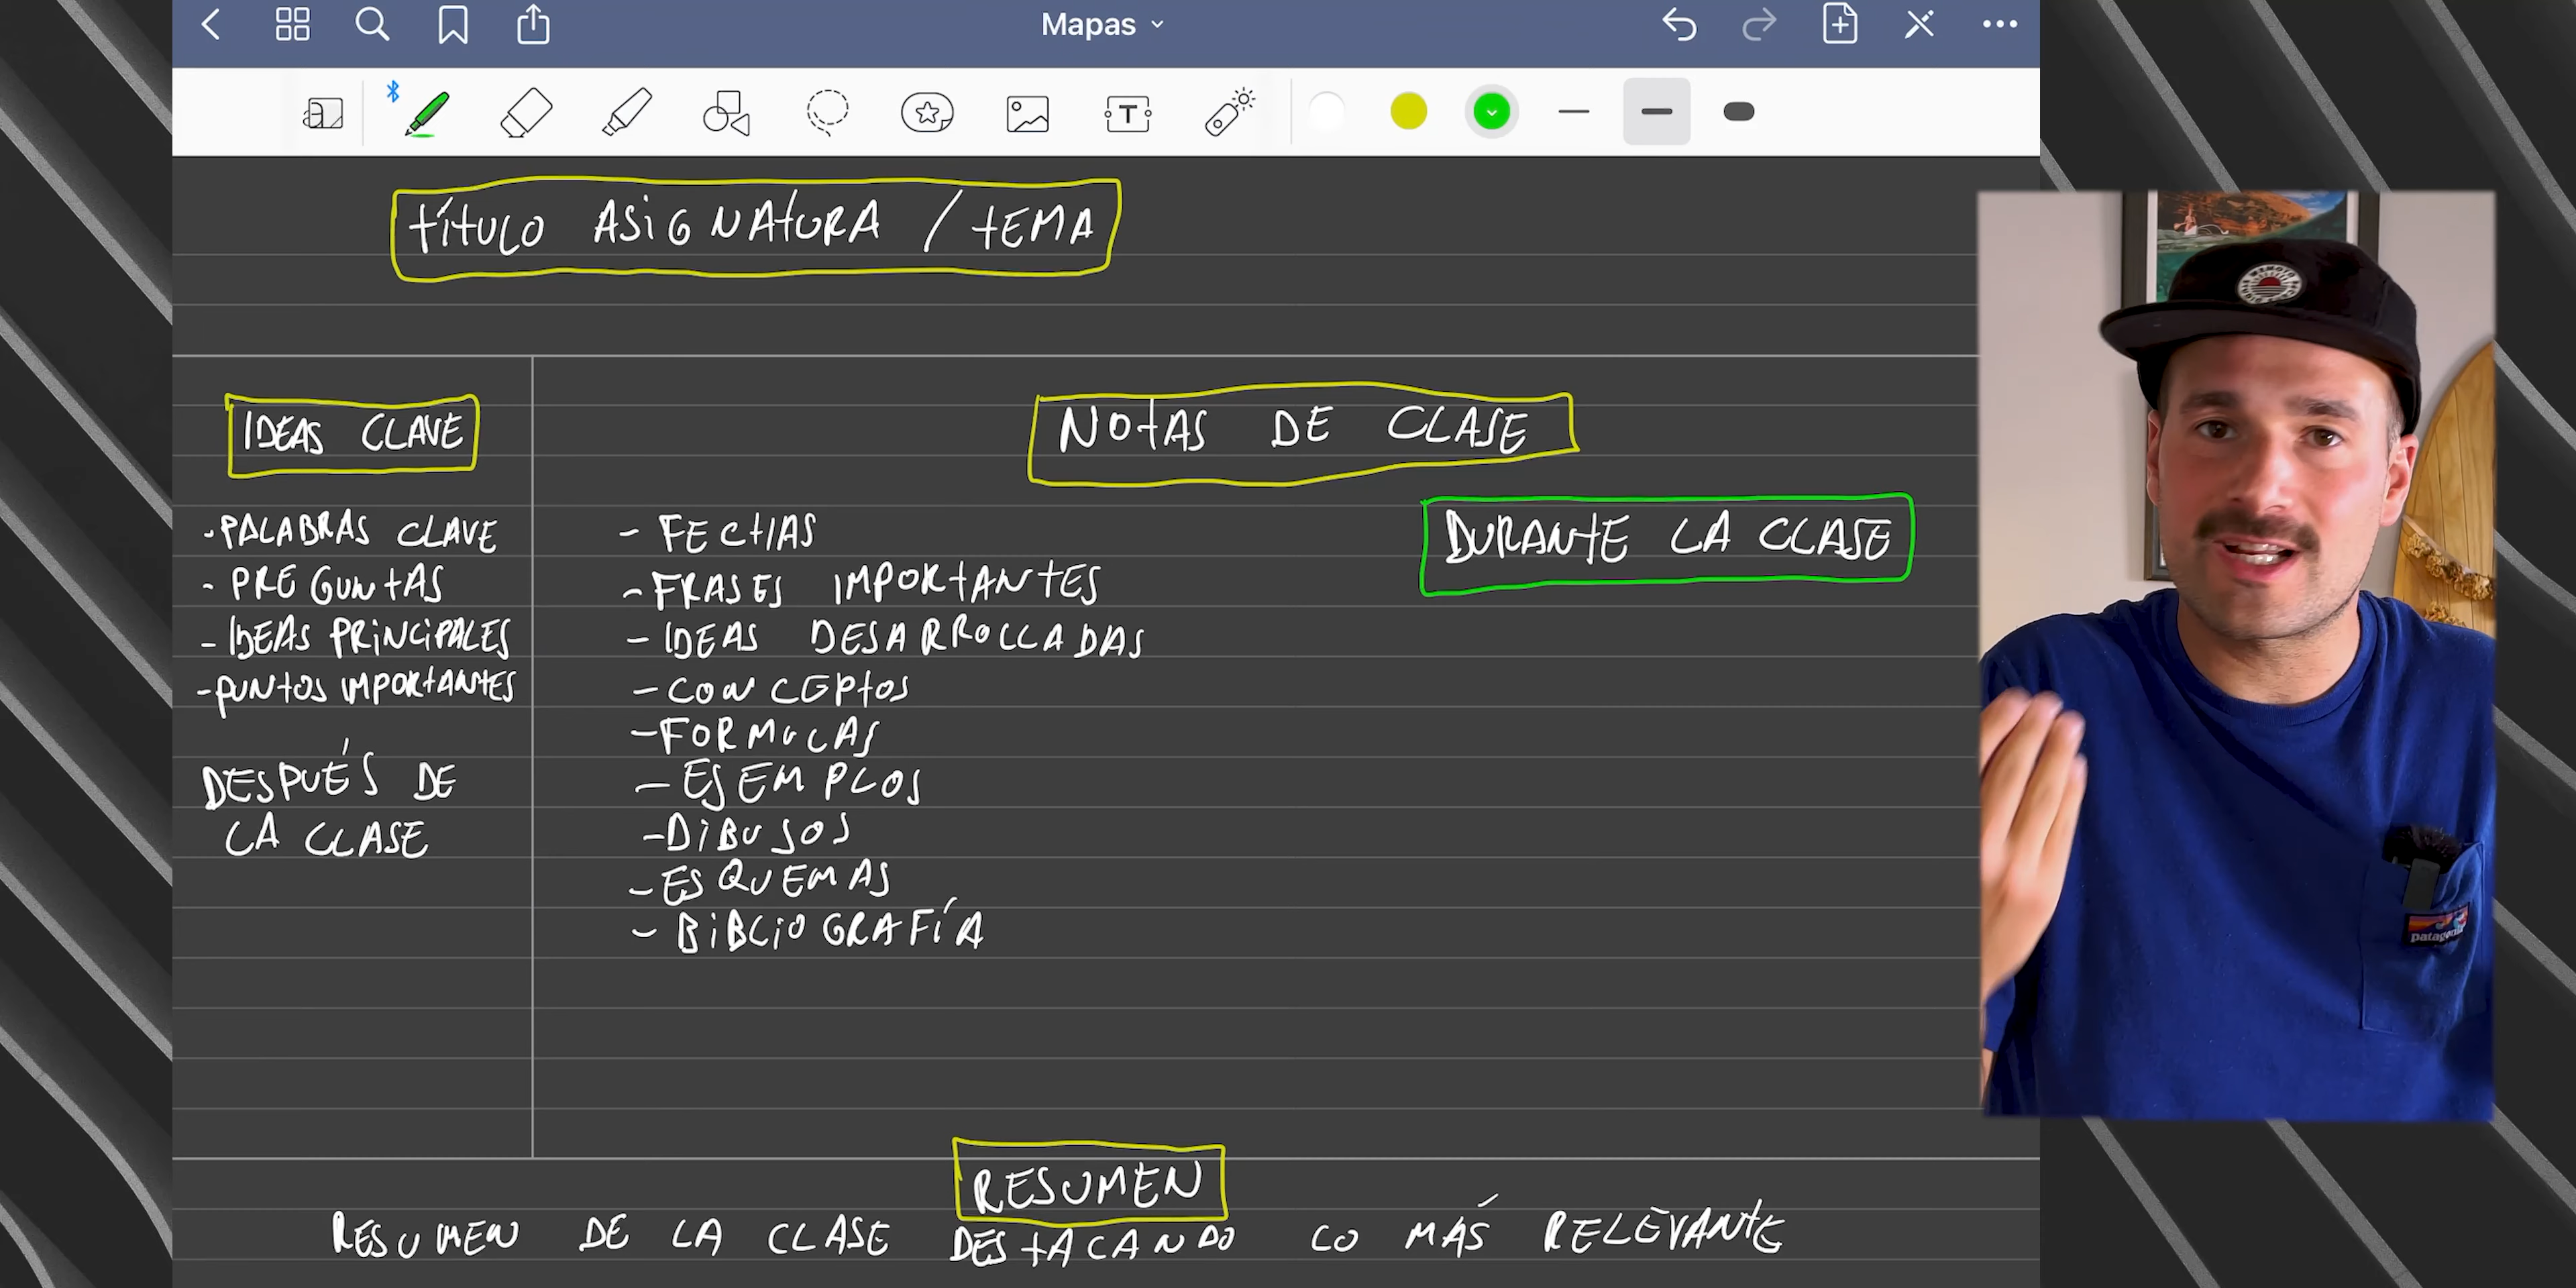 Mapas
TÍTULO ASIGNATURA / TEMA
IDEAS CLAVE
- PALABRAS CLAVE
- PREGUNTAS
- IDEAS PRINCIPALES
- PUNTOS IMPORTANTES
DESPUÉS DE
LA CLASE
NOTAS DE CLASE
DURANTE LA CLASE
- FECHAS
- FRASES IMPORTANTES
- IDEAS DESARROLLADAS
- CONCEPTOS
- FORMULAS
- EJEMPLOS
- DIBUJOS
- ESQUEMAS
- BIBLIOGRAFÍA
RESUMEN
RESUMEN DE LA CLASE DESTACANDO LO MÁS RELEVANTE
patagonia